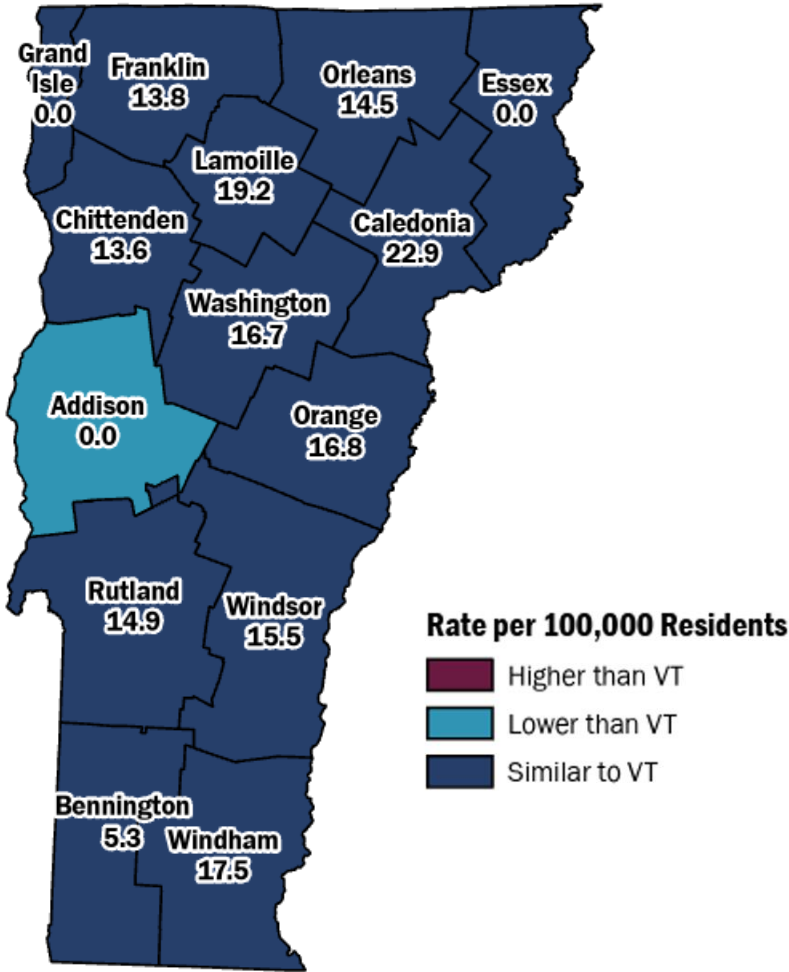 Grand
Isle
0.0
Franklin
13.8
Orleans
14.5
Essex
0.0
Lamoille
19.2
Chittenden
13.6
Caledonia
22.9
Washington
16.7
Addison
0.0
Orange
16.8
Rutland
14.9
Windsor
15.5
Rate per 100,000 Residents
Higher than VT
Lower than VT
Similar to VT
Bennington
5.3
Windham
17.5